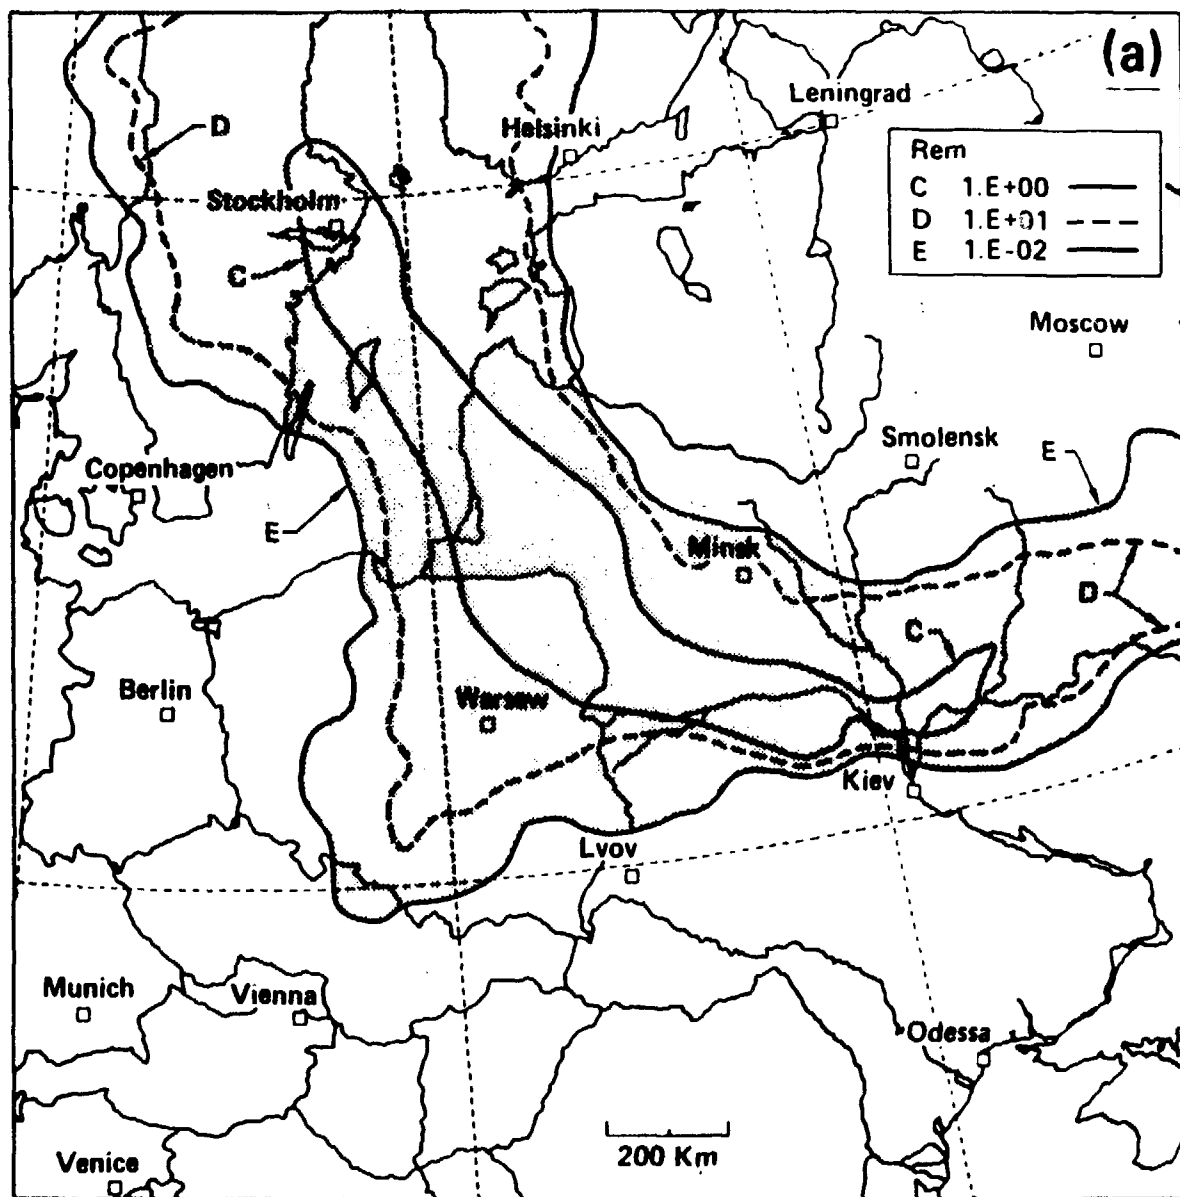 (a)
Leningrad
Helsinki
Rem
C 1.E+00
D 1.E+01
E 1.E-02
D
Stockholm
C
Moscow
Smolensk
E
Copenhagen
E
Minsk
D
C
Berlin
Warsaw
Kiev
Lvov
Munich
Vienna
Odessa
200 Km
Venice